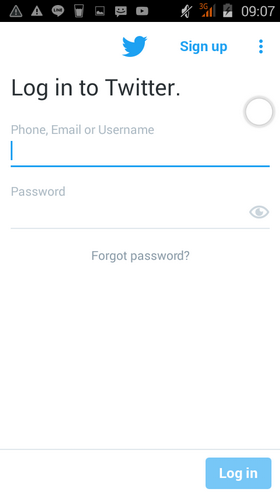 3G
09:07
Sign up
Log in to Twitter.
Phone, Email or Username
Password
Forgot password?
Log in